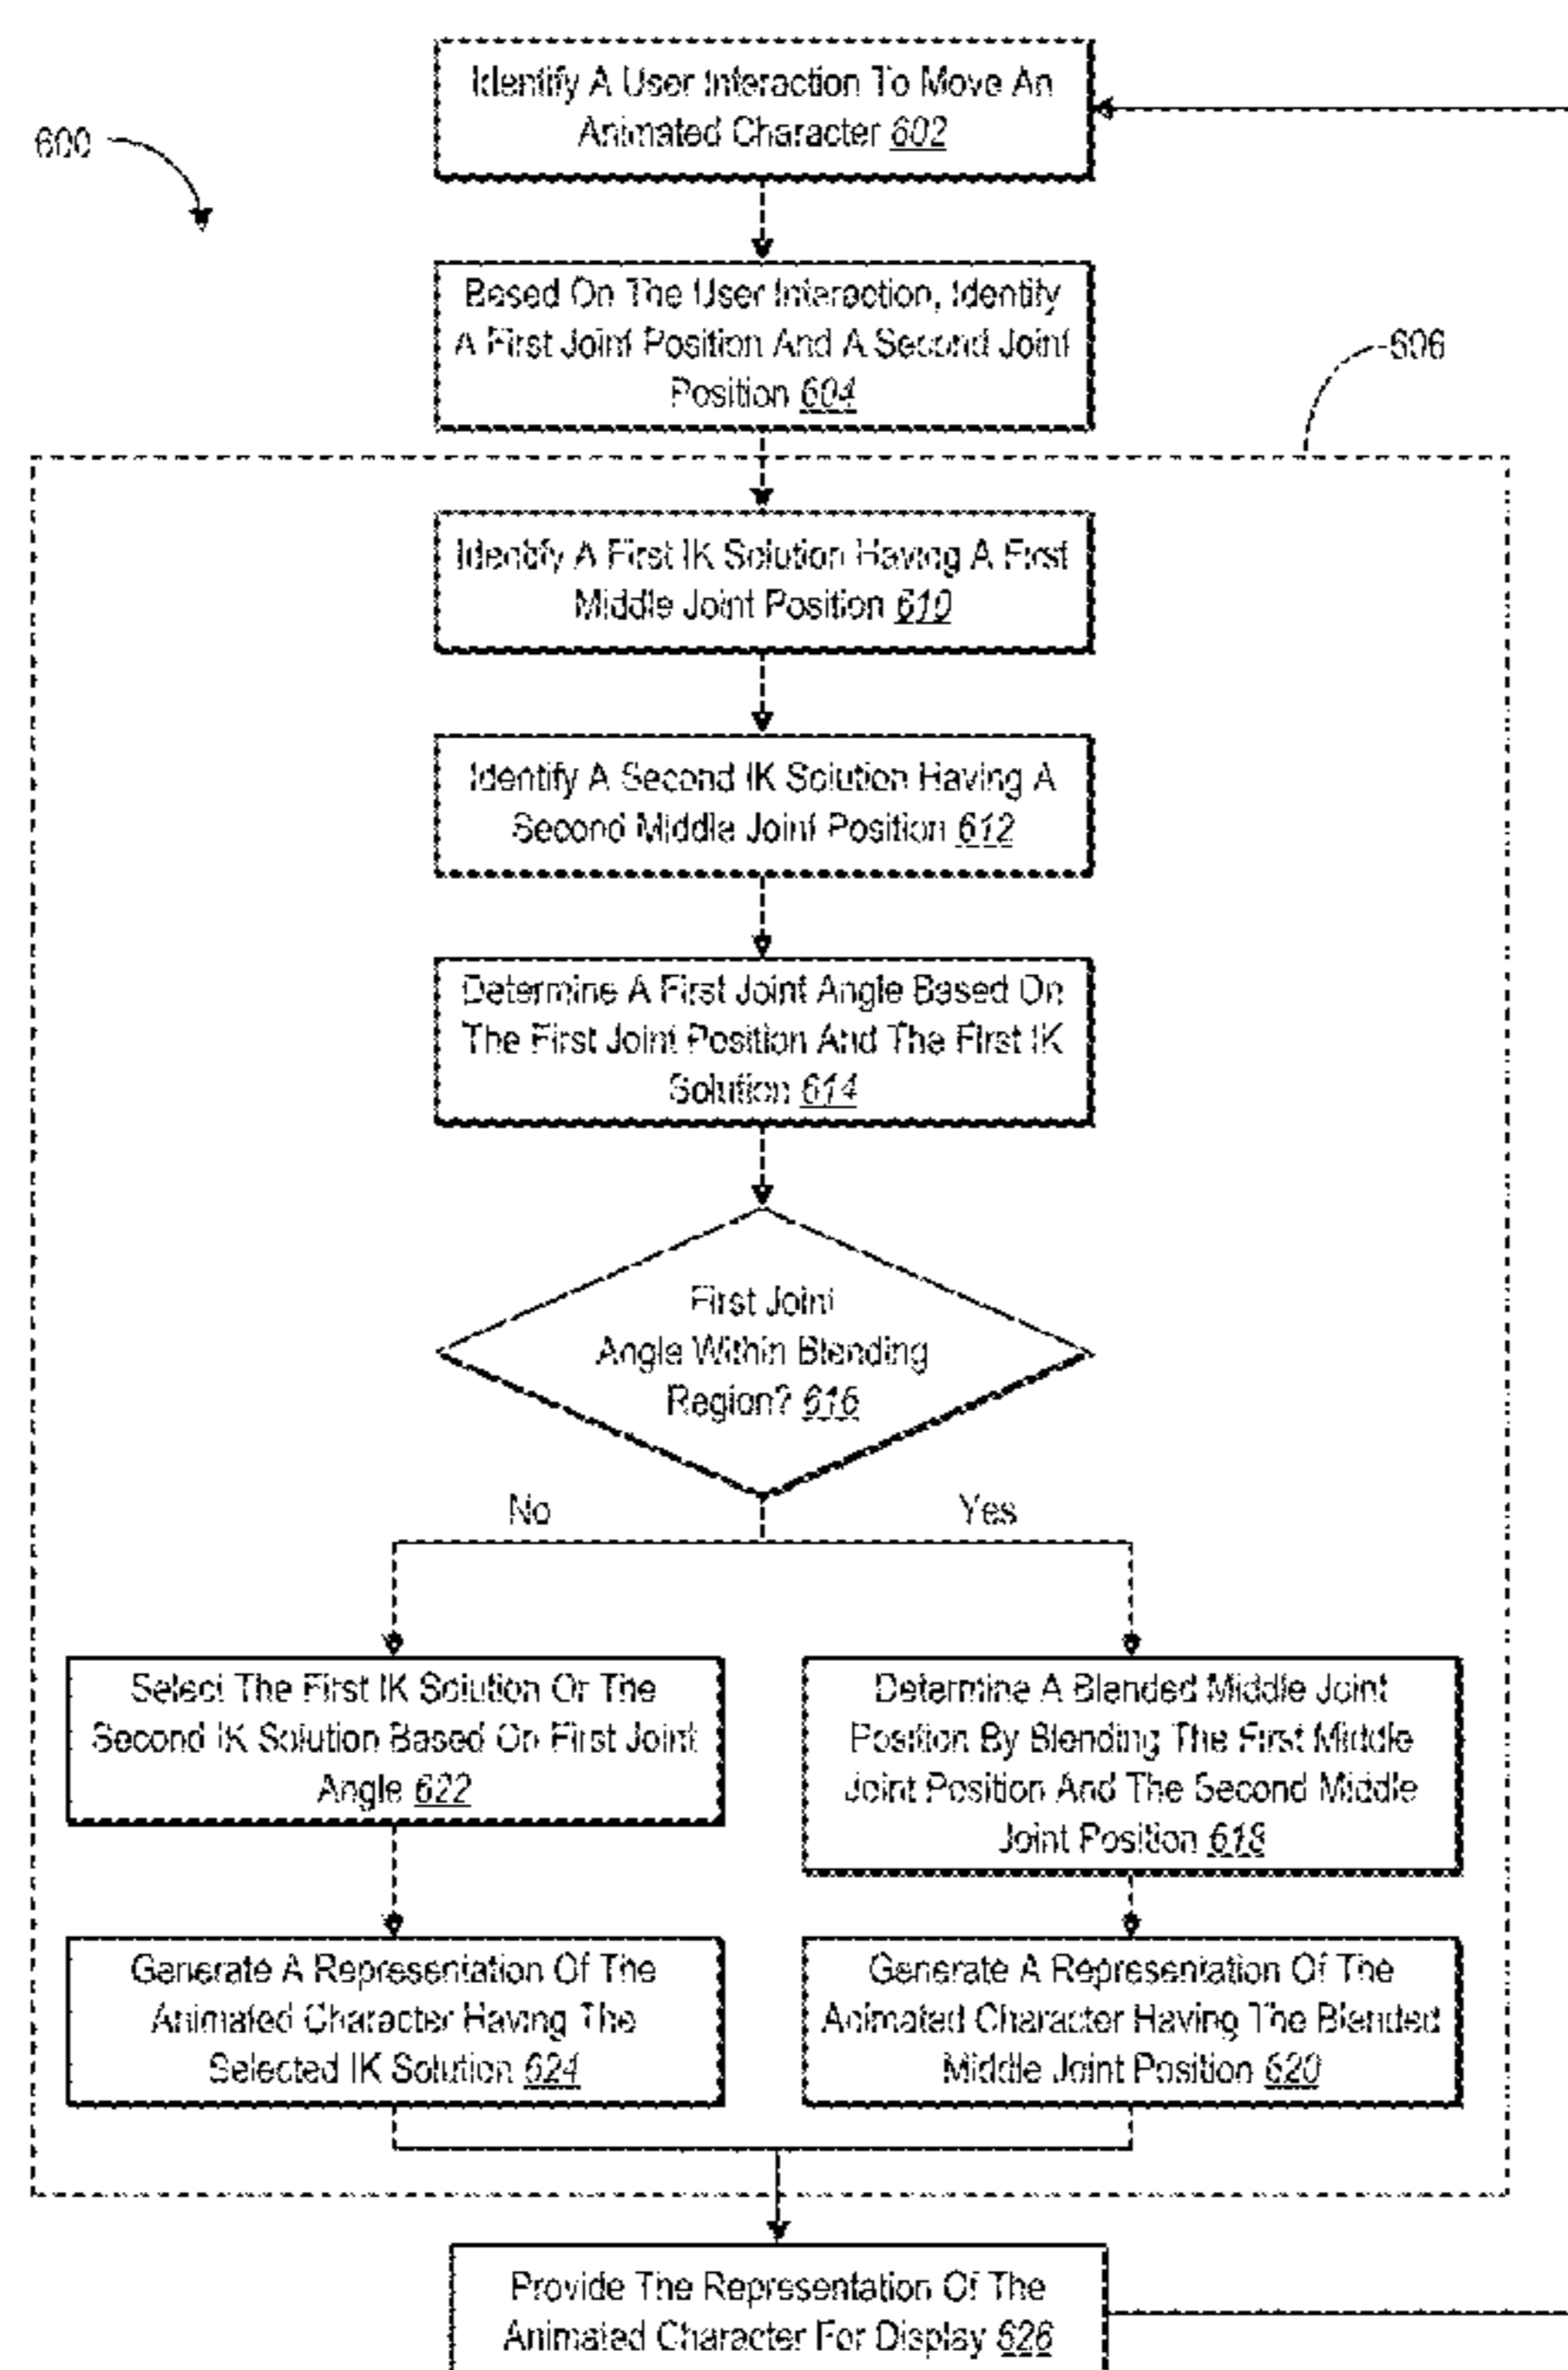 Identify A User Interaction To Move An
Animated Character 602
600
Based On The User Interaction, Identify
A First Joint Position And A Second Joint
Position 604
606
Identify A First IK Solution Having A First
Middle Joint Position 610
Identify A Second IK Solution Having A
Second Middle Joint Position 612
Determine A First Joint Angle Based On
The First Joint Position And The First IK
Solution 614
First Joint
Angle Within Blending
Region? 616
No
Yes
Select The First IK Solution Or The
Second IK Solution Based On First Joint
Angle 622
Determine A Blended Middle Joint
Position By Blending The First Middle
Joint Position And The Second Middle
Joint Position 618
Generate A Representation Of The
Animated Character Having The
Selected IK Solution 624
Generate A Representation Of The
Animated Character Having The Blended
Middle Joint Position 620
Provide The Representation Of The
Animated Character For Display 626